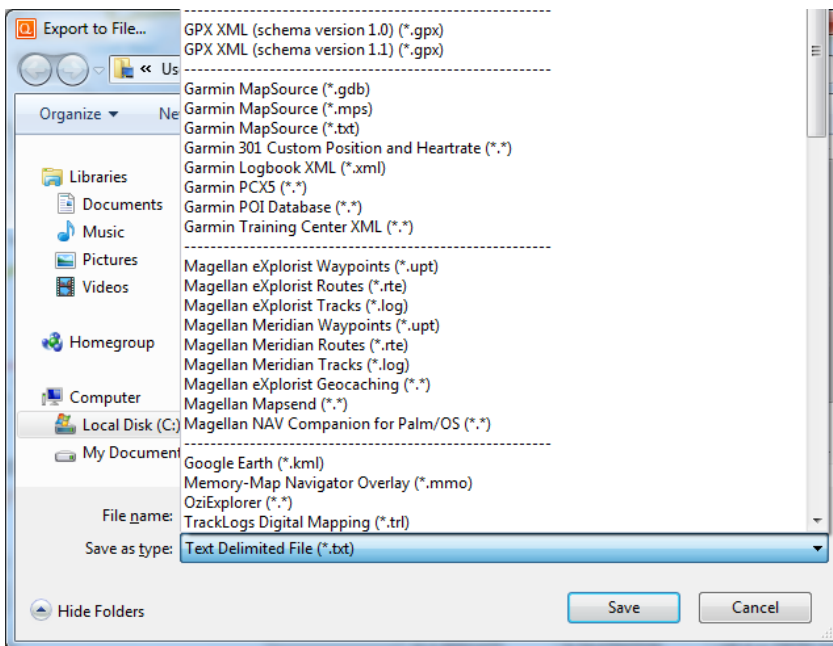 Export to File...
« Us
Organize
Ne
Libraries
Documents
Music
Pictures
Videos
Homegroup
Computer
Local Disk (C:)
My Document
--------------------------------------------------------
GPX XML (schema version 1.0) (*.gpx)
GPX XML (schema version 1.1) (*.gpx)
--------------------------------------------------------
Garmin MapSource (*.gdb)
Garmin MapSource (*.mps)
Garmin MapSource (*.txt)
Garmin 301 Custom Position and Heartrate (*.*)
Garmin Logbook XML (*.xml)
Garmin PCX5 (*.*)
Garmin POI Database (*.*)
Garmin Training Center XML (*.*)
--------------------------------------------------------
Magellan eXplorist Waypoints (*.upt)
Magellan eXplorist Routes (*.rte)
Magellan eXplorist Tracks (*.log)
Magellan Meridian Waypoints (*.upt)
Magellan Meridian Routes (*.rte)
Magellan Meridian Tracks (*.log)
Magellan eXplorist Geocaching (*.*)
Magellan Mapsend (*.*)
Magellan NAV Companion for Palm/OS (*.*)
--------------------------------------------------------
Google Earth (*.kml)
Memory-Map Navigator Overlay (*.mmo)
OziExplorer (*.*)
TrackLogs Digital Mapping (*.trl)
File name:
Save as type: Text Delimited File (*.txt)
Hide Folders
Save
Cancel